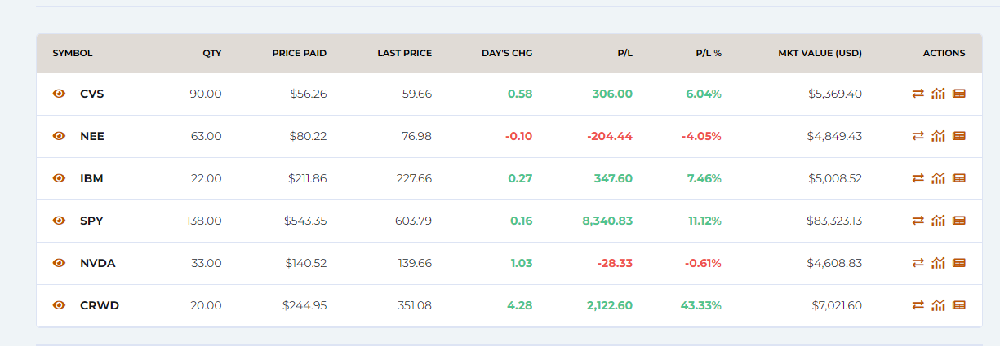 SYMBOL QTY PRICE PAID LAST PRICE DAY'S CHG P/L P/L % MKT VALUE (USD) ACTIONS
CVS 90.00 $56.26 59.66 0.58 306.00 6.04% $5,369.40
NEE 63.00 $80.22 76.98 -0.10 -204.44 -4.05% $4,849.43
IBM 22.00 $211.86 227.66 0.27 347.60 7.46% $5,008.52
SPY 138.00 $543.35 603.79 0.16 8,340.83 11.12% $83,323.13
NVDA 33.00 $140.52 139.66 1.03 -28.33 -0.61% $4,608.83
CRWD 20.00 $244.95 351.08 4.28 2,122.60 43.33% $7,021.60